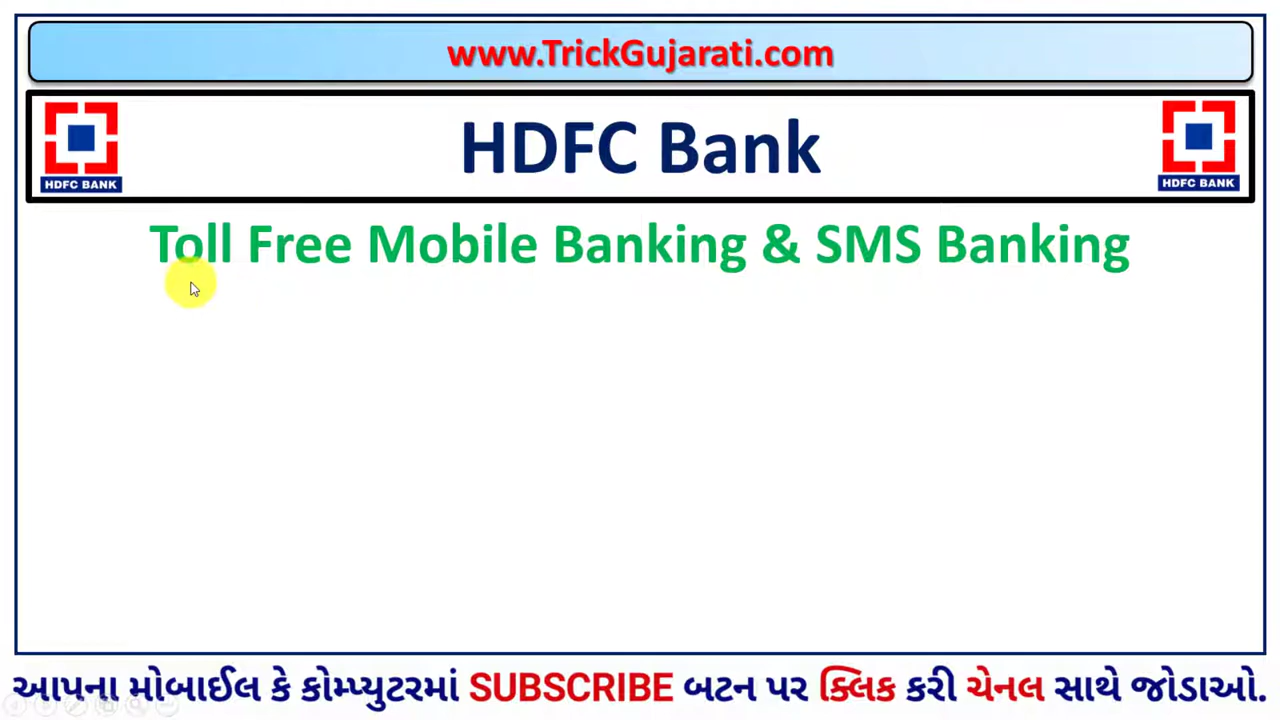 www.TrickGujarati.com
HDFC BANK
HDFC Bank
HDFC BANK
Toll Free Mobile Banking & SMS Banking
આપના મોબાઈલ કે કોમ્પ્યુટરમાં SUBSCRIBE બટન પર ક્લિક કરી ચેનલ સાથે જોડાઓ.